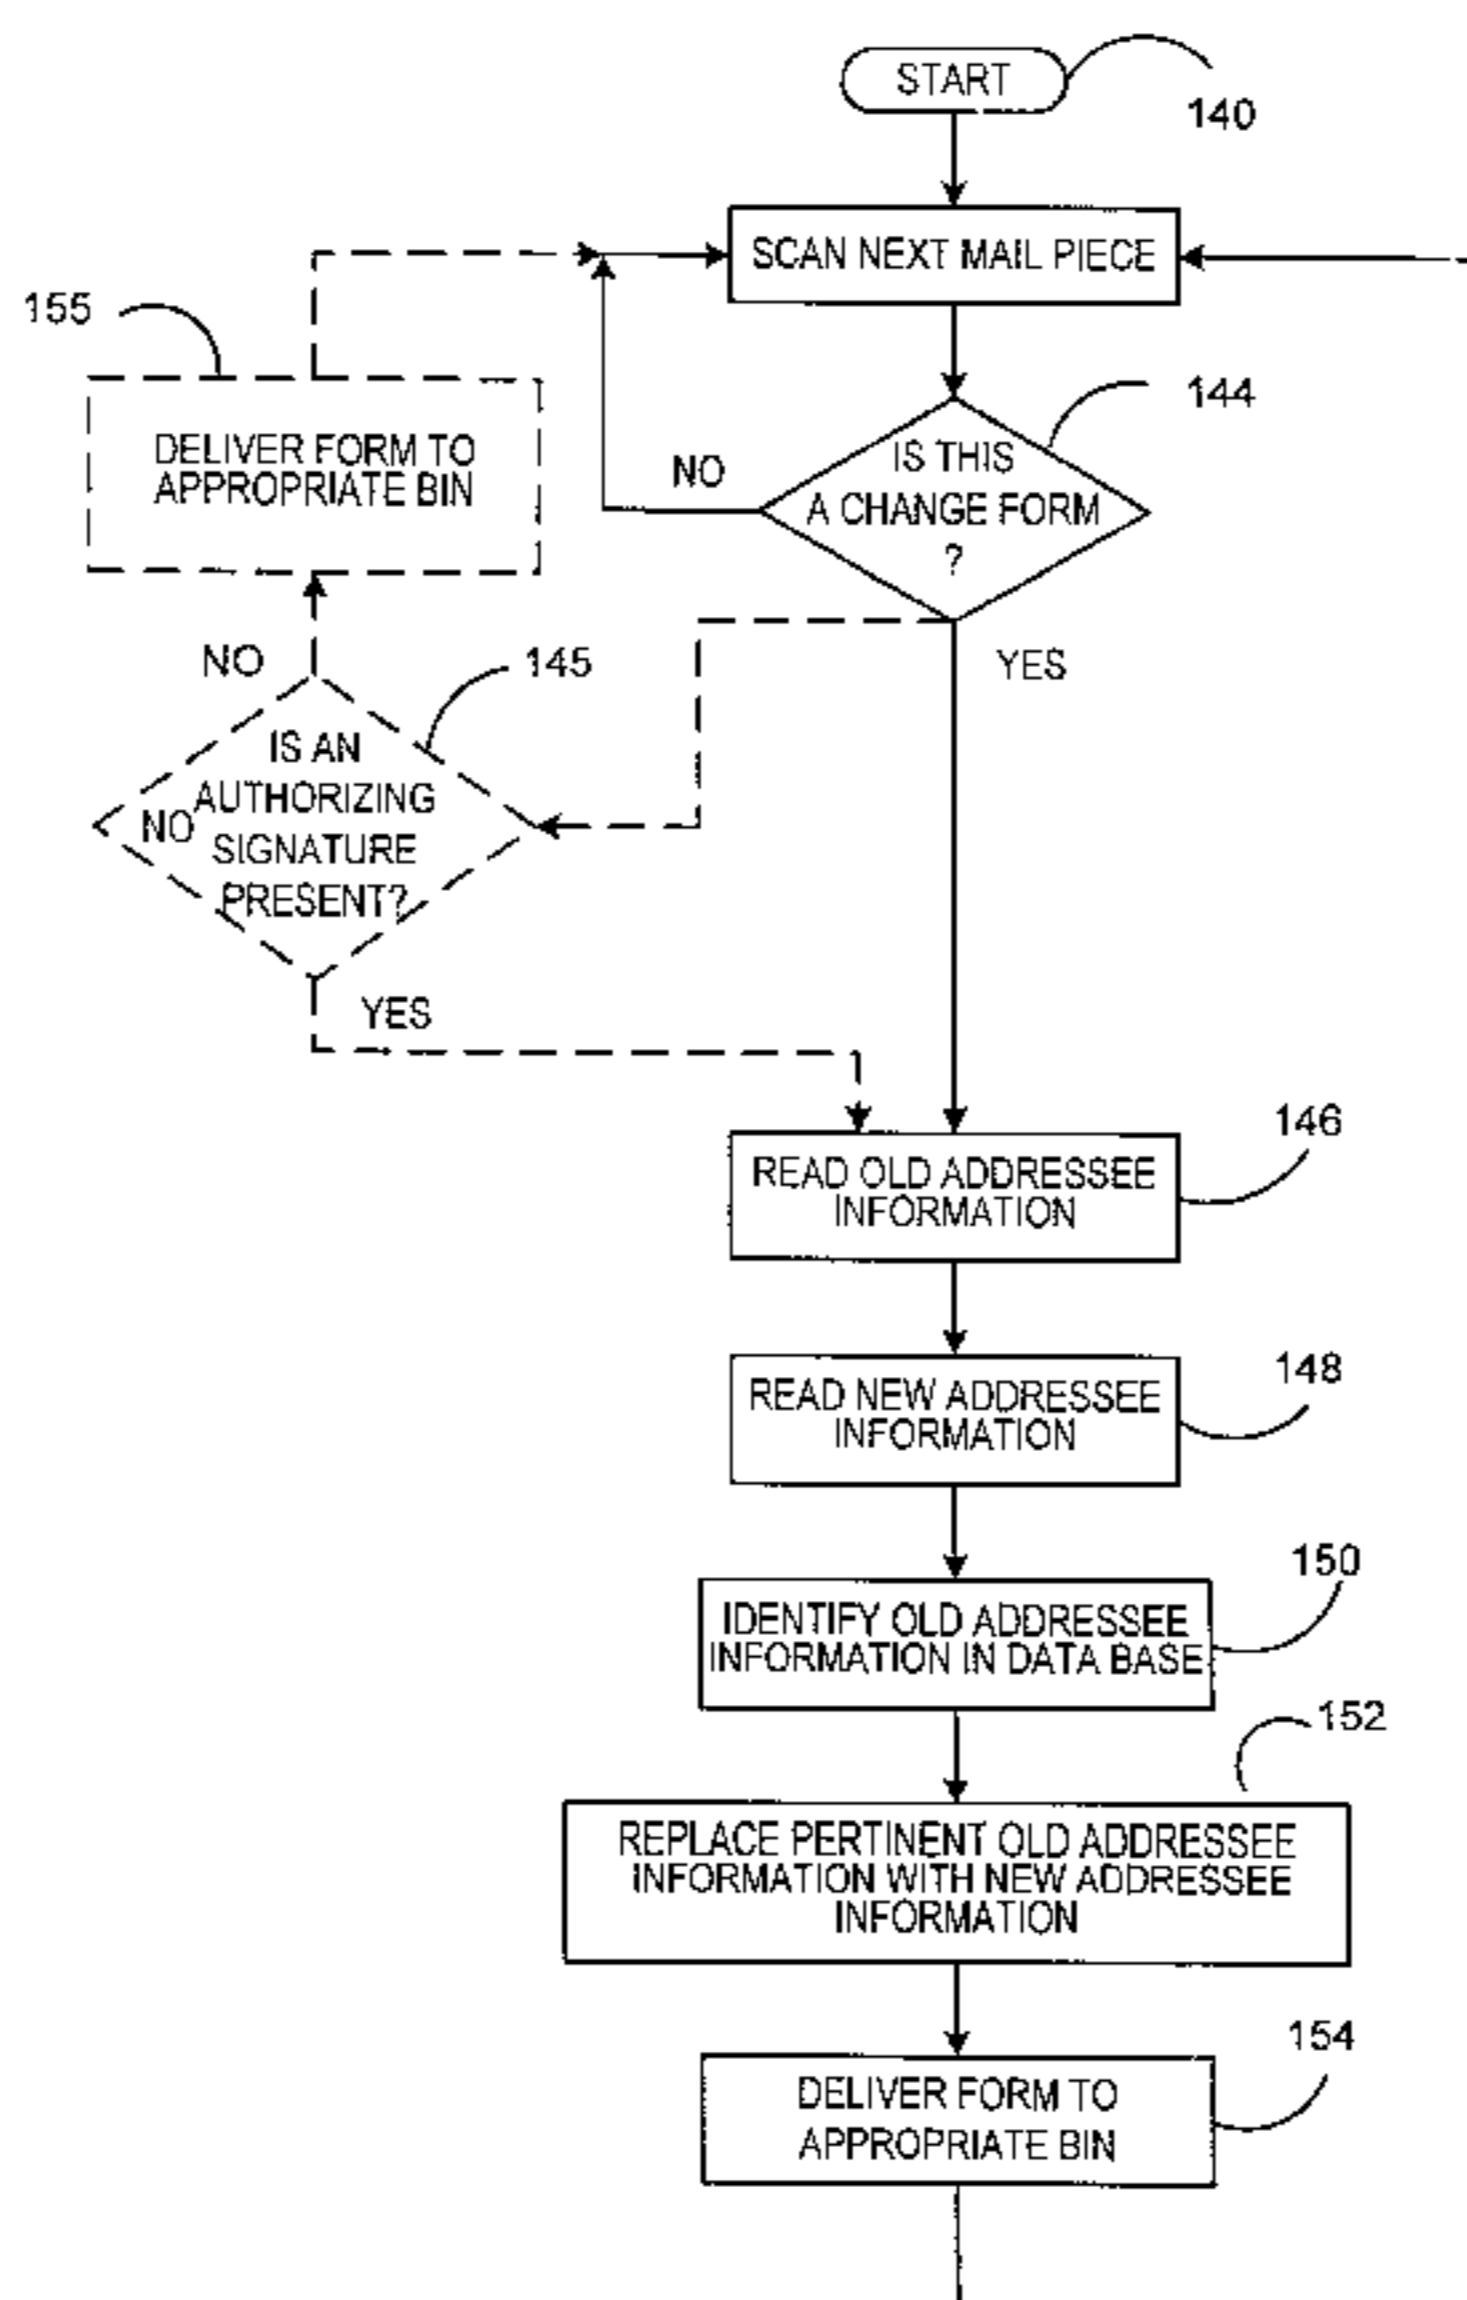 START
140
SCAN NEXT MAIL PIECE
155
144
DELIVER FORM TO
APPROPRIATE BIN
NO
IS THIS
A CHANGE FORM
?
NO
145
YES
IS AN
AUTHORIZING
NO
SIGNATURE
PRESENT?
YES
146
READ OLD ADDRESSEE
INFORMATION
148
READ NEW ADDRESSEE
INFORMATION
150
IDENTIFY OLD ADDRESSEE
INFORMATION IN DATA BASE
152
REPLACE PERTINENT OLD ADDRESSEE
INFORMATION WITH NEW ADDRESSEE
INFORMATION
154
DELIVER FORM TO
APPROPRIATE BIN